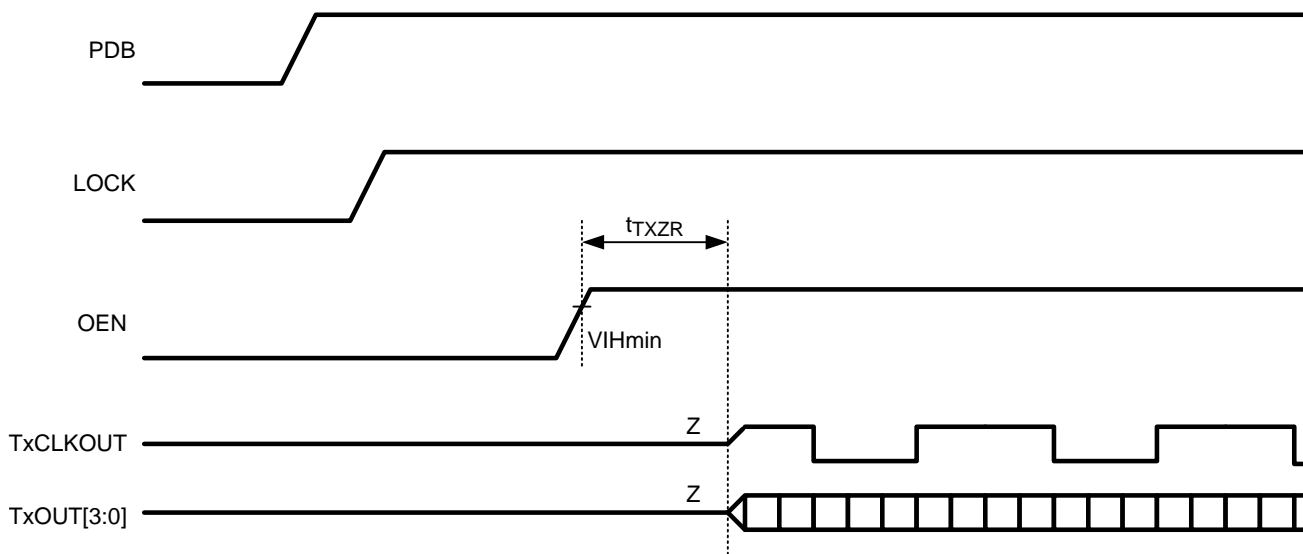 PDB
LOCK
tTXZR
OEN
VIHmin
TxCLKOUT
Z
TxOUT[3:0]
Z